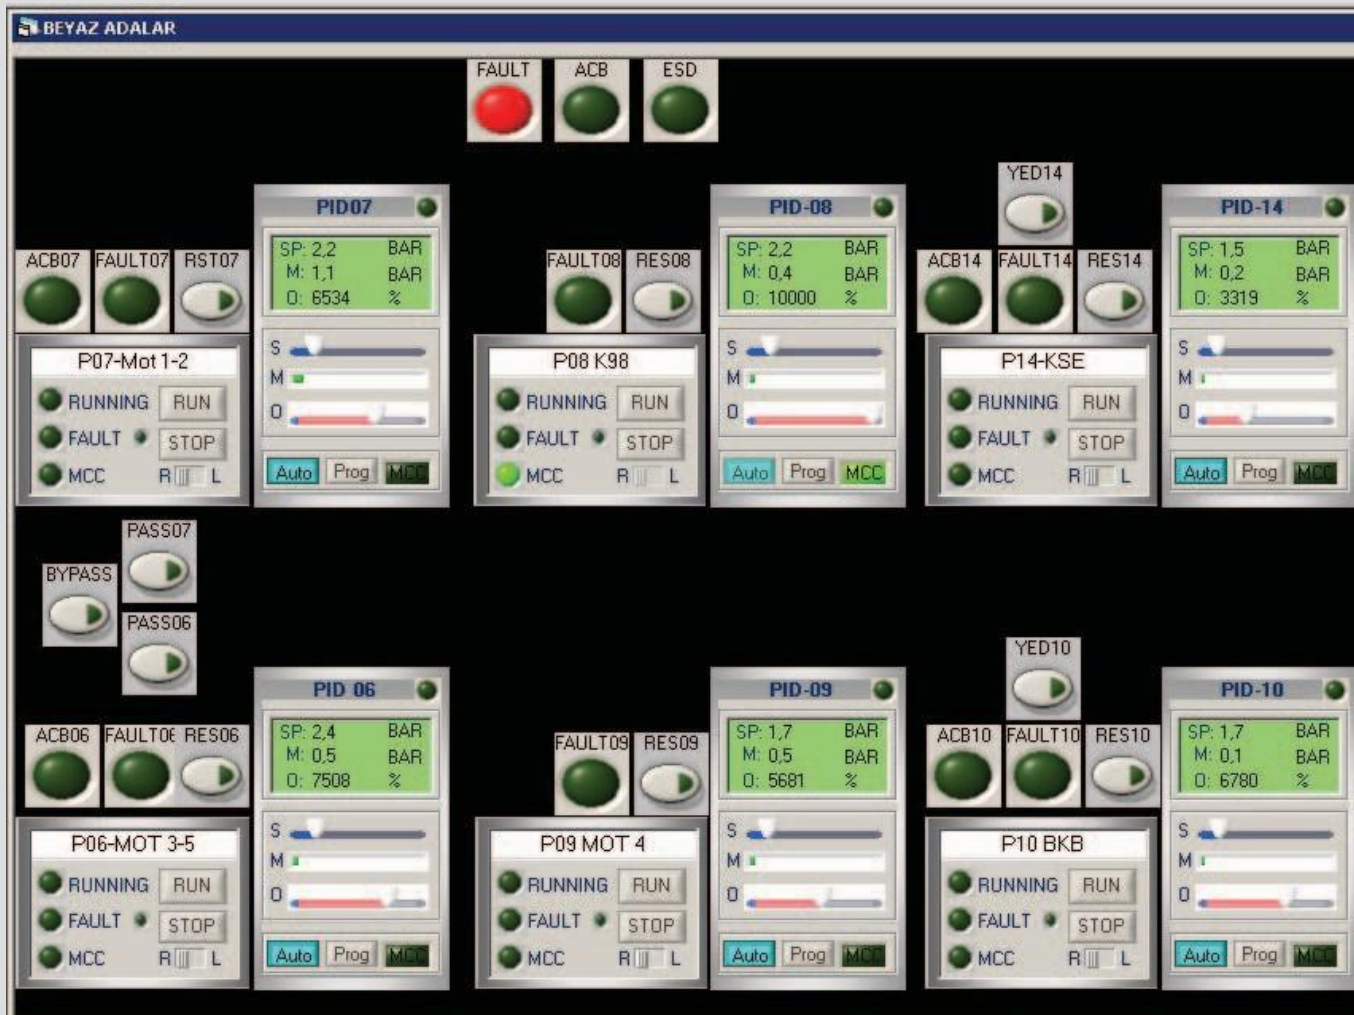 BEYAZ ADALAR
FAULT ACB ESD
ACB07 FAULT07 RST07
P07-Mot 1-2
RUNNING RUN
FAULT STOP
MCC R L
PID07
SP: 2,2 BAR
M: 1,1 BAR
O: 6534 %
S
M
O
Auto Prog MCC
FAULT08 RES08
P08 K98
RUNNING RUN
FAULT STOP
MCC R L
PID-08
SP: 2,2 BAR
M: 0,4 BAR
O: 10000 %
S
M
O
Auto Prog MCC
YED14
ACB14 FAULT14 RES14
P14-KSE
RUNNING RUN
FAULT STOP
MCC R L
PID-14
SP: 1,5 BAR
M: 0,2 BAR
O: 3319 %
S
M
O
Auto Prog MCC
PASS07
BYPASS
PASS06
ACB06 FAULT06 RES06
P06-MOT 3-5
RUNNING RUN
FAULT STOP
MCC R L
PID 06
SP: 2,4 BAR
M: 0,5 BAR
O: 7508 %
S
M
O
Auto Prog MCC
FAULT09 RES09
P09 MOT 4
RUNNING RUN
FAULT STOP
MCC R L
PID-09
SP: 1,7 BAR
M: 0,5 BAR
O: 5681 %
S
M
O
Auto Prog MCC
YED10
ACB10 FAULT10 RES10
P10 BKB
RUNNING RUN
FAULT STOP
MCC R L
PID-10
SP: 1,7 BAR
M: 0,1 BAR
O: 6780 %
S
M
O
Auto Prog MCC